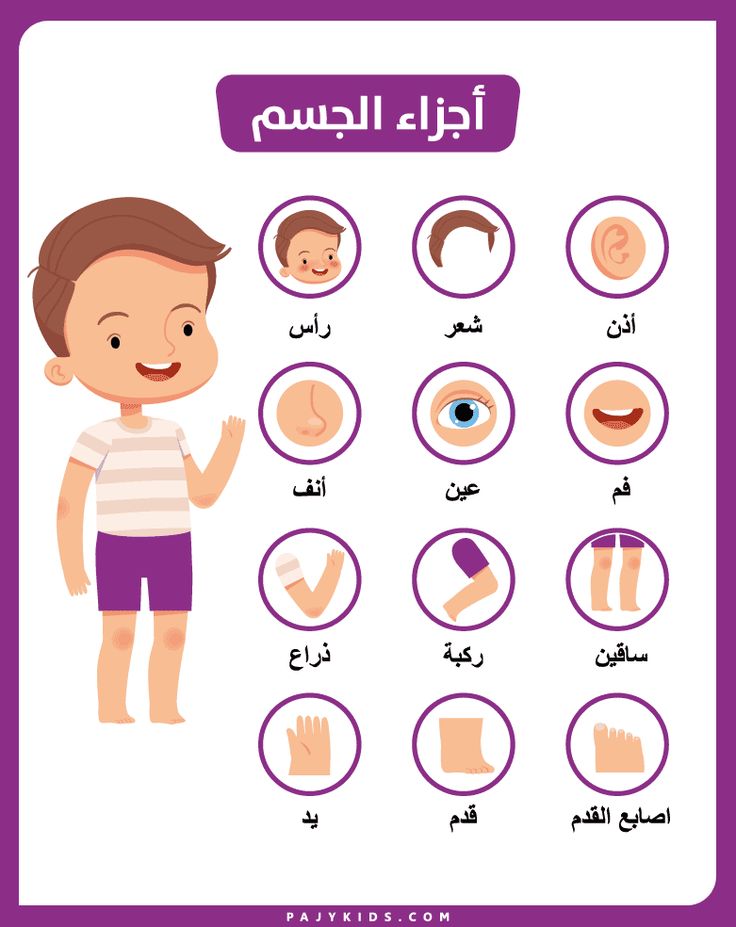 أجزاء الجسم
أذن
شعر
رأس
فم
عين
أنف
ساقين
ركبة
ذراع
اصابع القدم
قدم
يد
PAJYKIDS.COM